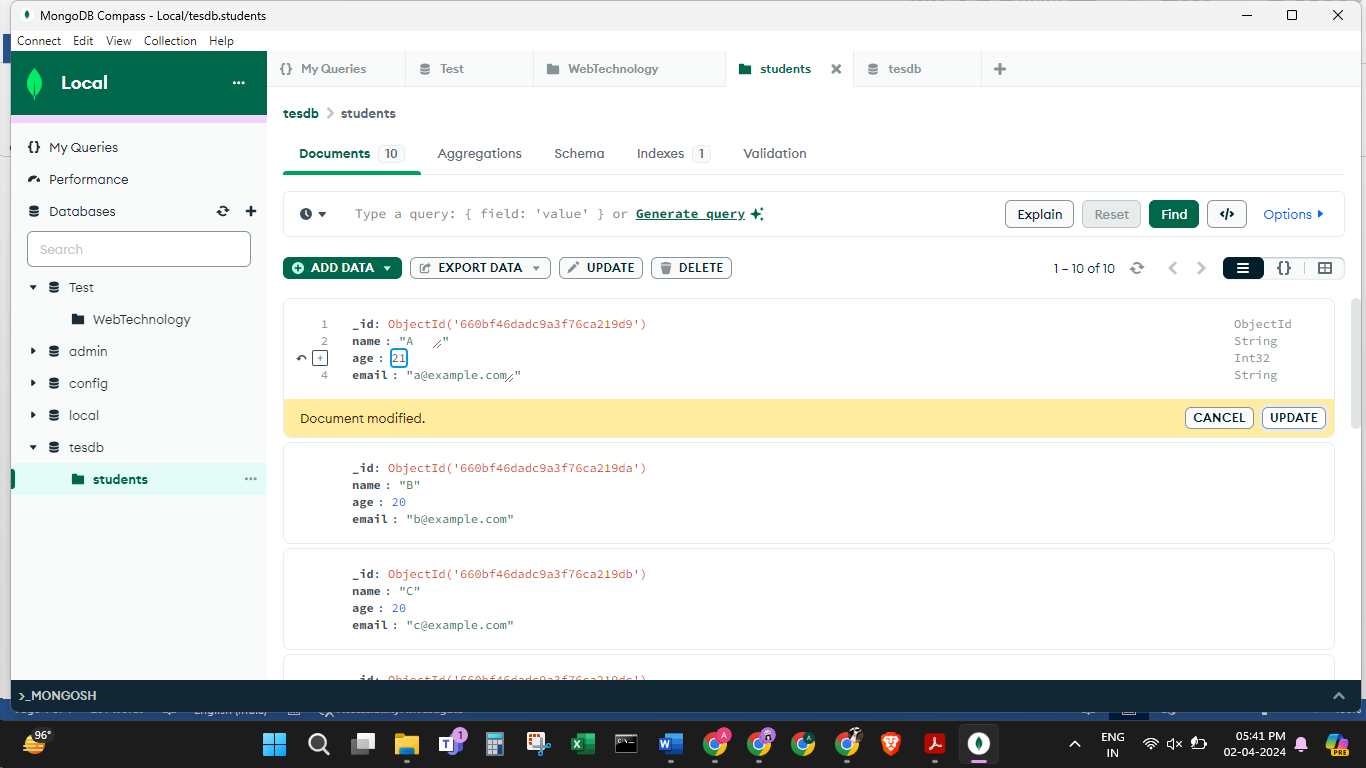 MongoDB Compass - Local/tesdb.students
Connect Edit View Collection Help
Local
My Queries
Performance
Databases
Search
Test
WebTechnology
admin
config
local
tesdb
students
{} My Queries Test WebTechnology students tesdb
tesdb > students
Documents 10 Aggregations Schema Indexes 1 Validation
Type a query: { field: 'value' } or Generate query Explain Reset Find </> Options
ADD DATA EXPORT DATA UPDATE DELETE 1 – 10 of 10 {}
1 _id: ObjectId('660bf46dadc9a3f76ca219d9') ObjectId
2 name : "A " String
age : 21 Int32
4 email : "a@example.com" String
Document modified. CANCEL UPDATE
_id: ObjectId('660bf46dadc9a3f76ca219da')
name : "B"
age : 20
email : "b@example.com"
_id: ObjectId('660bf46dadc9a3f76ca219db')
name : "C"
age : 20
email : "c@example.com"
_id: ObjectId('660bf46dadc9a3f76ca219dc')
>_MONGOSH
96°
1
A
A
PRE
ENG
IN
05:41 PM
02-04-2024